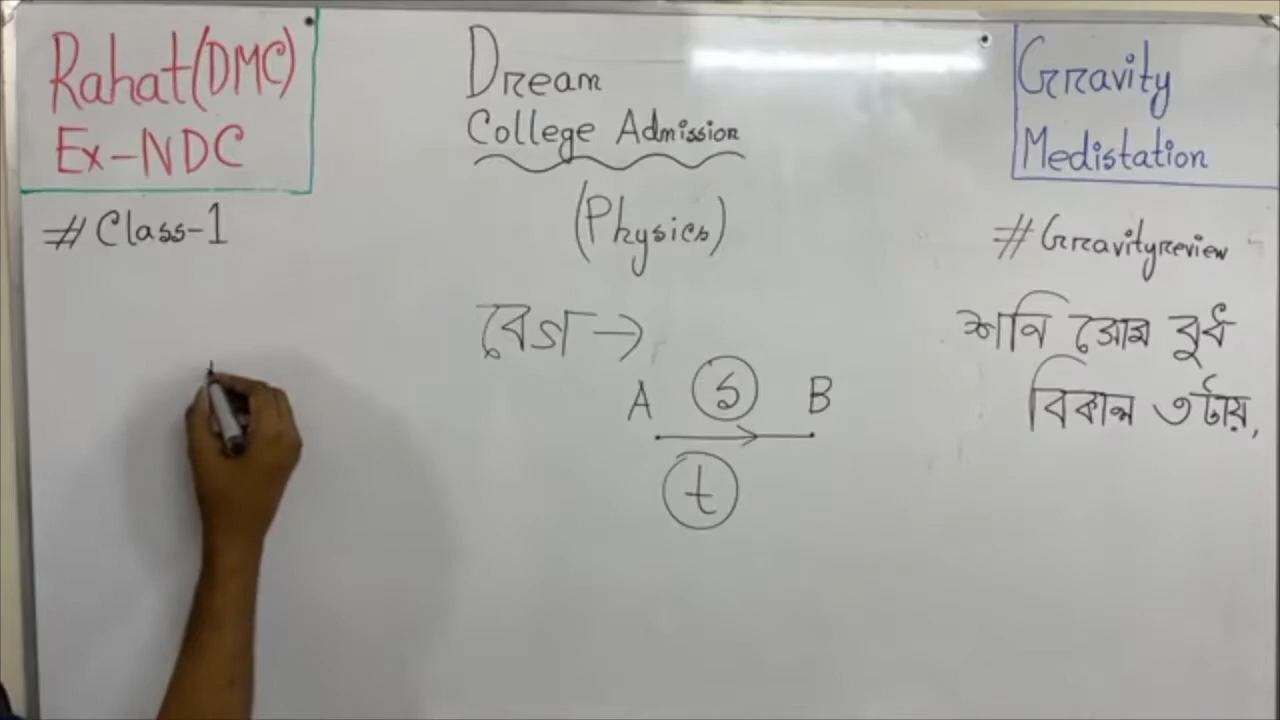 Rahat(DMC)
Ex-NDC
#Class-1
Dream
College Admission
(Physics)
Gravity
Medistation
#Gravityreview
শনি সোম বুধ
বিকাল ৩টায়,
বেগ →
A s B
t